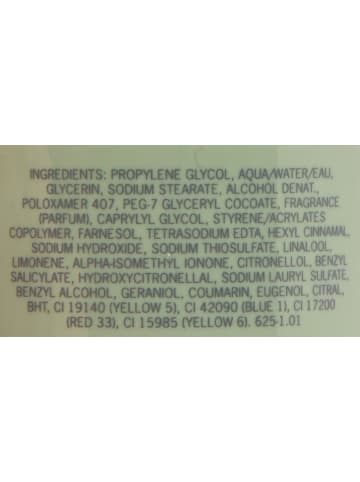 INGREDIENTS: PROPYLENE GLYCOL, AQUA/WATER/EAU,
GLYCERIN, SODIUM STEARATE, ALCOHOL DENAT.,
POLOXAMER 407, PEG-7 GLYCERYL COCOATE, FRAGRANCE
(PARFUM), CAPRYLYL GLYCOL, STYRENE/ACRYLATES
COPOLYMER, FARNESOL, TETRASODIUM EDTA, HEXYL CINNAMAL,
SODIUM HYDROXIDE, SODIUM THIOSULFATE, LINALOOL,
LIMONENE, ALPHA-ISOMETHYL IONONE, CITRONELLOL, BENZYL
SALICYLATE, HYDROXYCITRONELLAL, SODIUM LAURYL SULFATE,
BENZYL ALCOHOL, GERANIOL, COUMARIN, EUGENOL, CITRAL,
BHT, CI 19140 (YELLOW 5), CI 42090 (BLUE 1), CI 17200
(RED 33), CI 15985 (YELLOW 6). 625-1.01